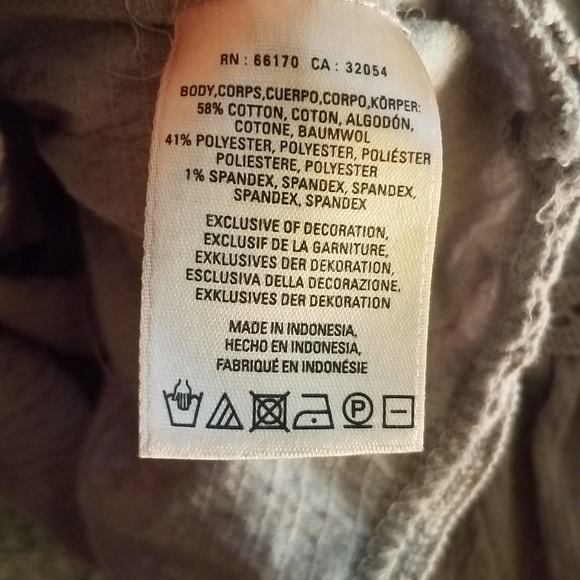 RN : 66170 CA : 32054
BODY,CORPS,CUERPO,CORPO,KÖRPER:
58% COTTON, COTON, ALGODÓN,
COTONE, BAUMWOL
41% POLYESTER, POLYESTER, POLIÉSTER
POLIESTERE, POLYESTER
1% SPANDEX, SPANDEX, SPANDEX,
SPANDEX, SPANDEX
EXCLUSIVE OF DECORATION,
EXCLUSIF DE LA GARNITURE,
EXKLUSIVES DER DEKORATION,
ESCLUSIVA DELLA DECORAZIONE,
EXKLUSIVES DER DEKORATION
MADE IN INDONESIA,
HECHO EN INDONESIA,
FABRIQUÉ EN INDONÉSIE
P